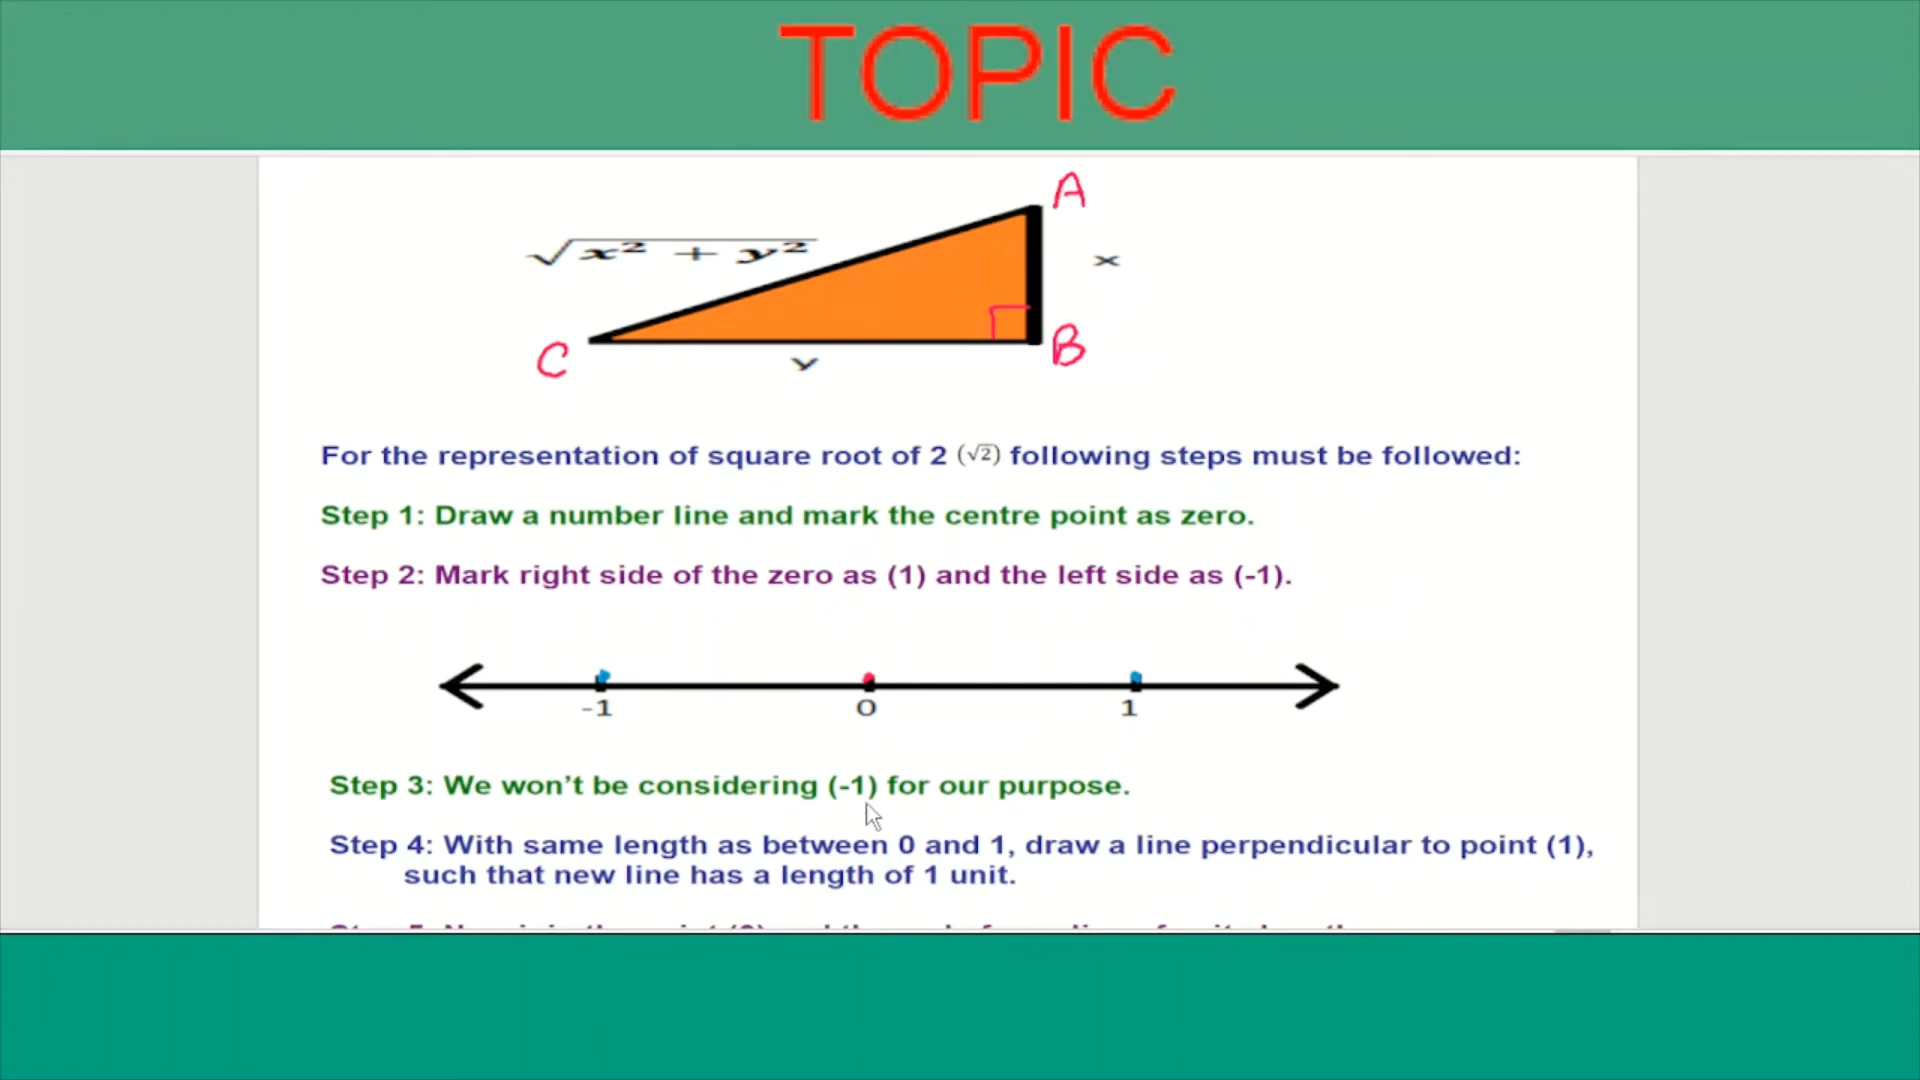 TOPIC
A
√x² + y²
x
C
B
y
For the representation of square root of 2 (√2) following steps must be followed:
Step 1: Draw a number line and mark the centre point as zero.
Step 2: Mark right side of the zero as (1) and the left side as (-1).
-1 0 1
Step 3: We won’t be considering (-1) for our purpose.
Step 4: With same length as between 0 and 1, draw a line perpendicular to point (1),
such that new line has a length of 1 unit.